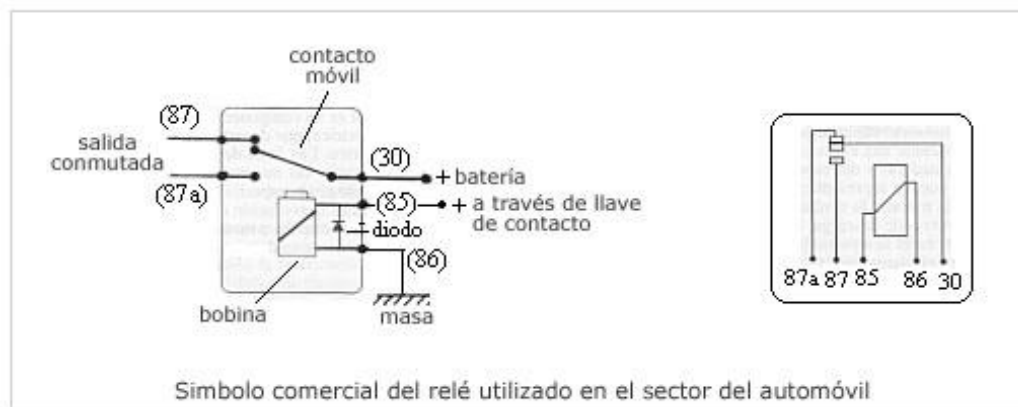 contacto
móvil
(87)
salida
conmutada
(87a)
(30)
+ batería
(85)
+ a través de llave
de contacto
diodo
(86)
bobina
masa
87a 87 85 86 30
Simbolo comercial del relé utilizado en el sector del automóvil